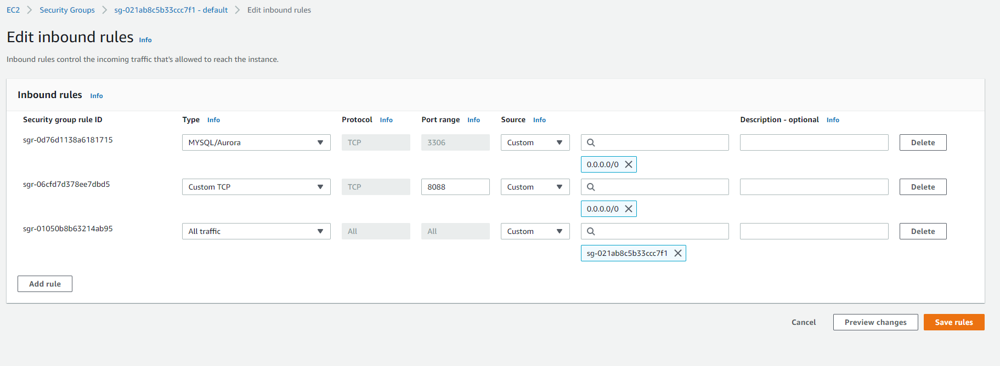 EC2 > Security Groups > sg-021ab8c5b33ccc7f1 - default > Edit inbound rules
Edit inbound rules Info
Inbound rules control the incoming traffic that's allowed to reach the instance.
Inbound rules Info
Security group rule ID Type Info Protocol Info Port range Info Source Info Description - optional Info
sgr-0d76d1138a6181715 MYSQL/Aurora TCP 3306 Custom Delete
0.0.0.0/0
sgr-06cfd7d378ee7dbd5 Custom TCP TCP 8088 Custom Delete
0.0.0.0/0
sgr-01050b8b63214ab95 All traffic All All Custom Delete
sg-021ab8c5b33ccc7f1
Add rule
Cancel Preview changes Save rules